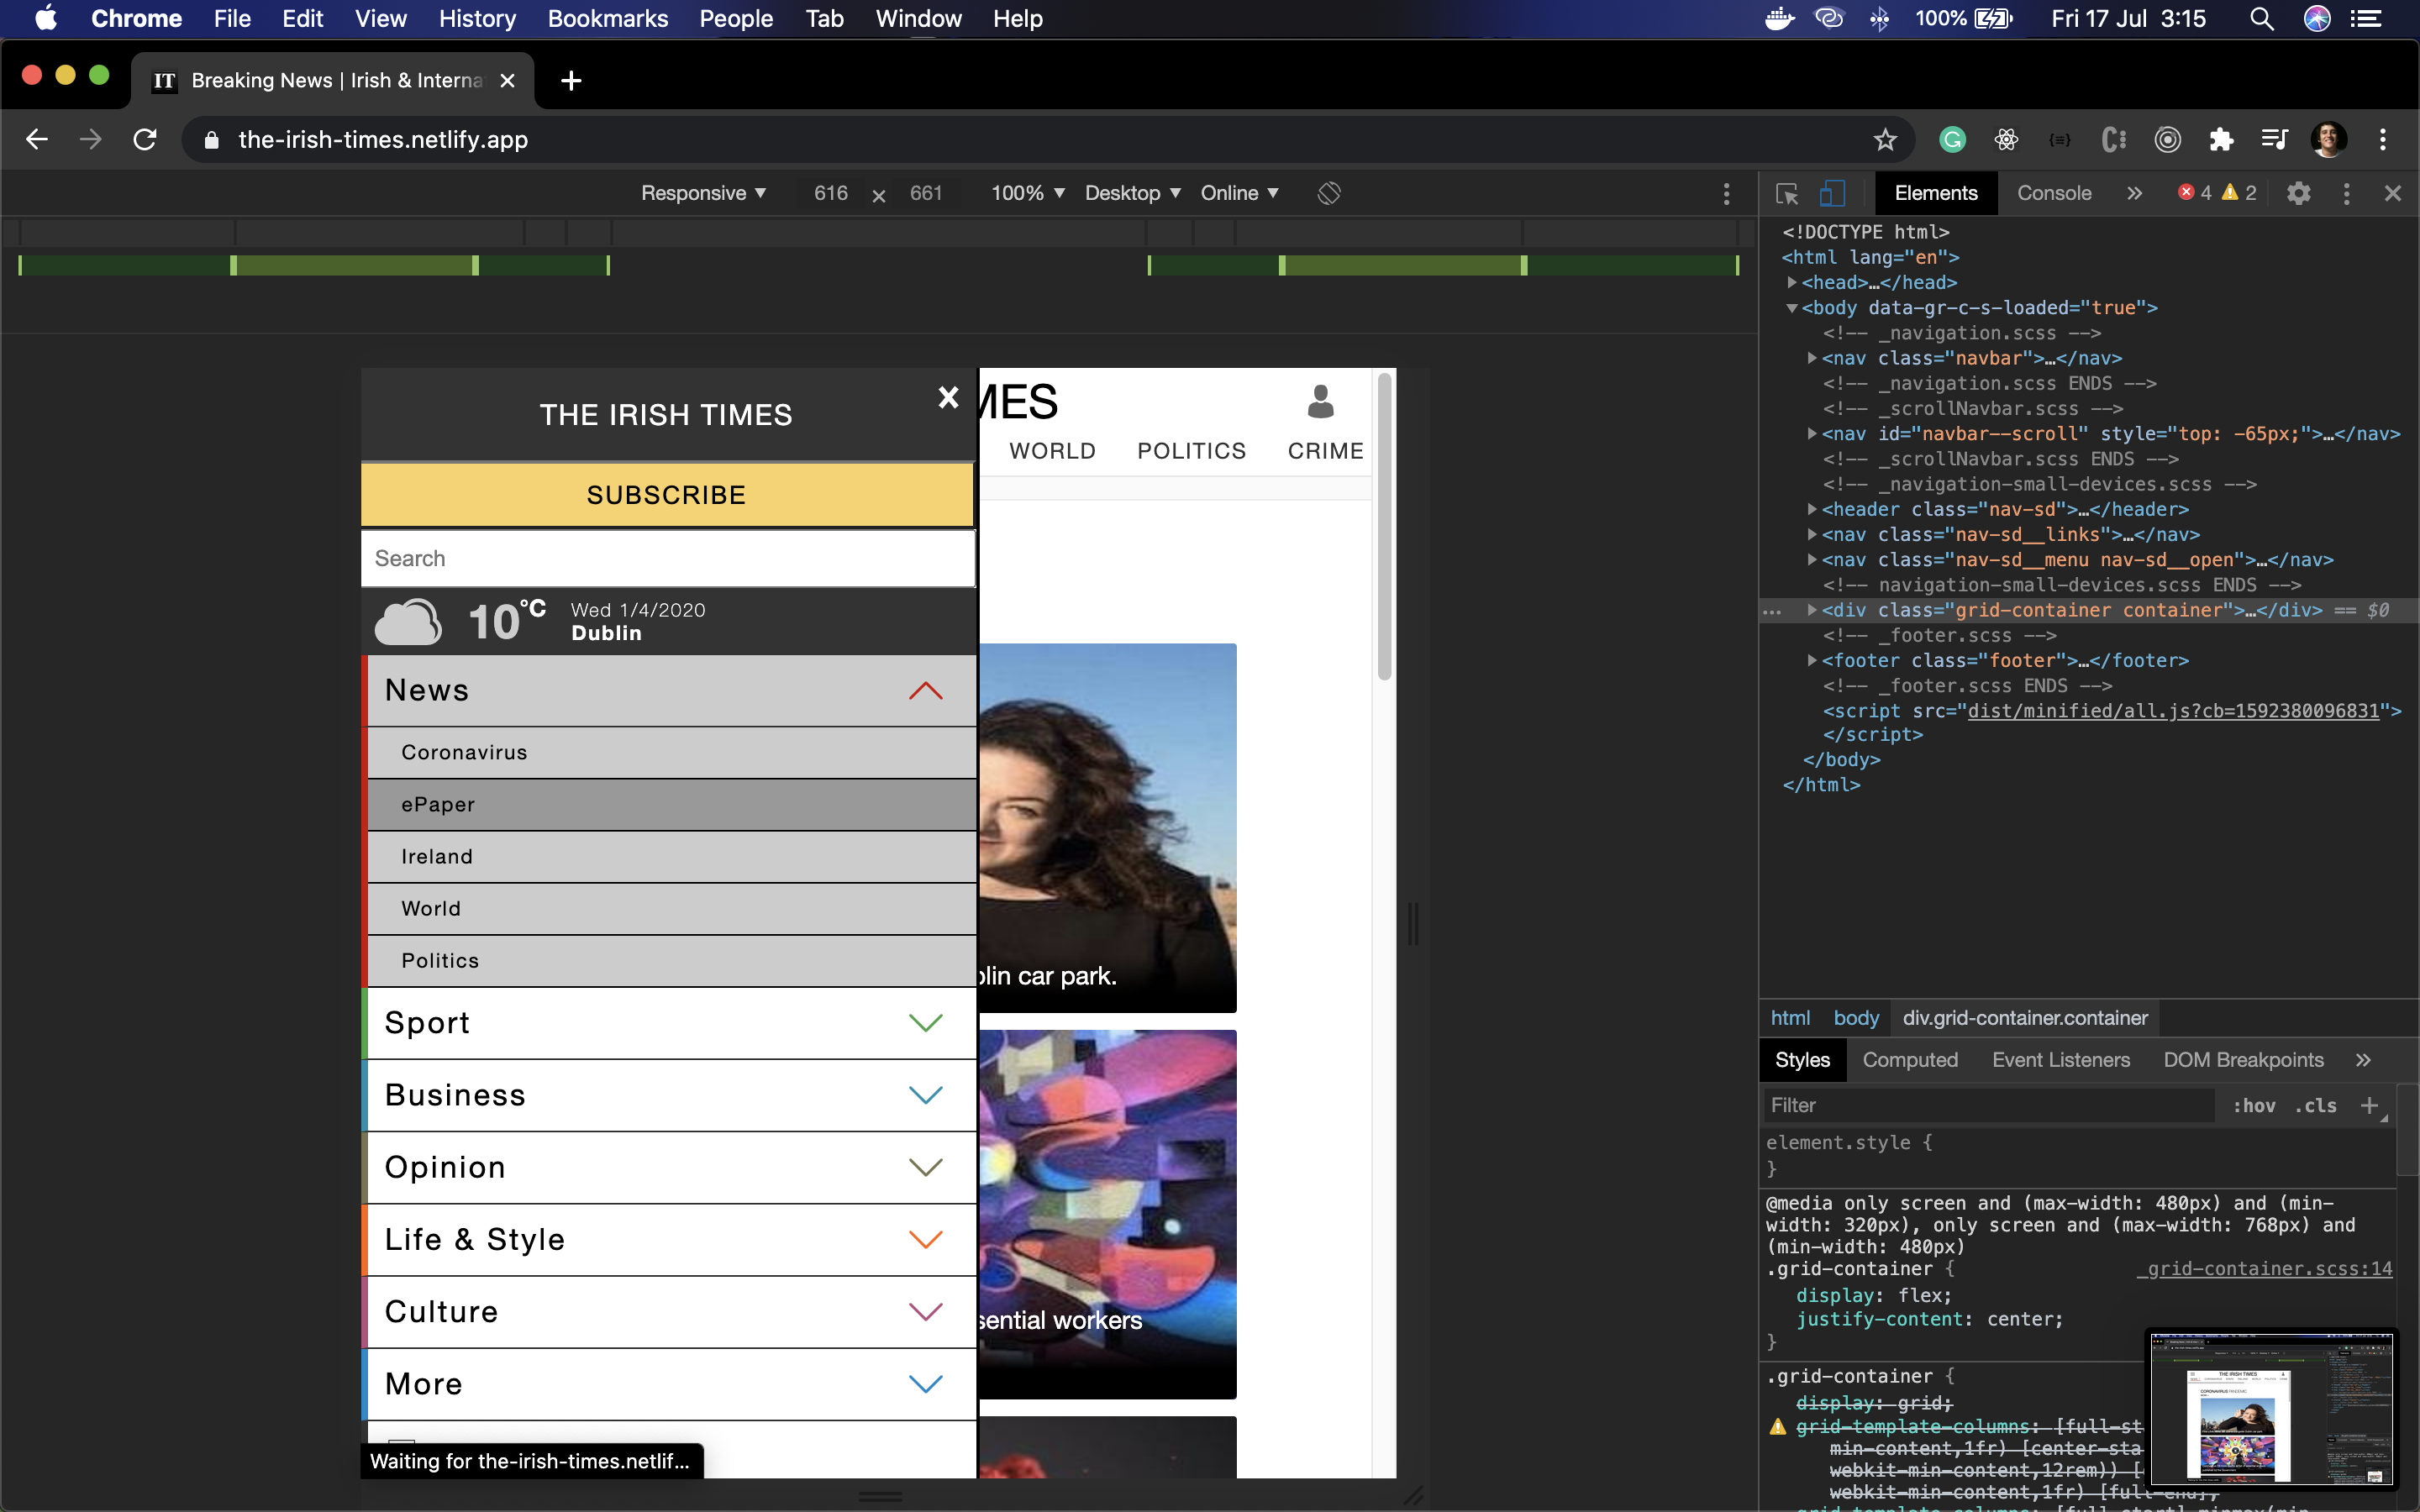 Chrome File Edit View History Bookmarks People Tab Window Help 100% Fri 17 Jul 3:15
IT Breaking News | Irish & Interna
the-irish-times.netlify.app
Responsive 616 × 661 100% Desktop Online
THE IRISH TIMES
SUBSCRIBE
Search
10°C Wed 1/4/2020
Dublin
News
Coronavirus
ePaper
Ireland
World
Politics
Sport
Business
Opinion
Life & Style
Culture
More
Waiting for the-irish-times.netlif...
MES
WORLD POLITICS CRIME
blin car park.
sential workers
Elements Console » 4 2
<!DOCTYPE html>
<html lang="en">
<head>…</head>
<body data-gr-c-s-loaded="true">
<!-- _navigation.scss -->
<nav class="navbar">…</nav>
<!-- _navigation.scss ENDS -->
<!-- _scrollNavbar.scss -->
<nav id="navbar--scroll" style="top: -65px;">…</nav>
<!-- _scrollNavbar.scss ENDS -->
<!-- _navigation-small-devices.scss -->
<header class="nav-sd">…</header>
<nav class="nav-sd__links">…</nav>
<nav class="nav-sd__menu nav-sd__open">…</nav>
<!-- navigation-small-devices.scss ENDS -->
<div class="grid-container container">…</div> == $0
<!-- _footer.scss -->
<footer class="footer">…</footer>
<!-- _footer.scss ENDS -->
<script src="dist/minified/all.js?cb=1592380096831">
</script>
</body>
</html>
html body div.grid-container.container
Styles Computed Event Listeners DOM Breakpoints »
Filter :hov .cls +
element.style {
}
@media only screen and (max-width: 480px) and (min-
width: 320px), only screen and (max-width: 768px) and
(min-width: 480px)
.grid-container { _grid-container.scss:14
display: flex;
justify-content: center;
}
.grid-container {
display: grid;
grid-template-columns: [full-st
min-content,1fr) [center-sta
webkit-min-content,12rem)) [
webkit-min-content,1fr) [full-end];